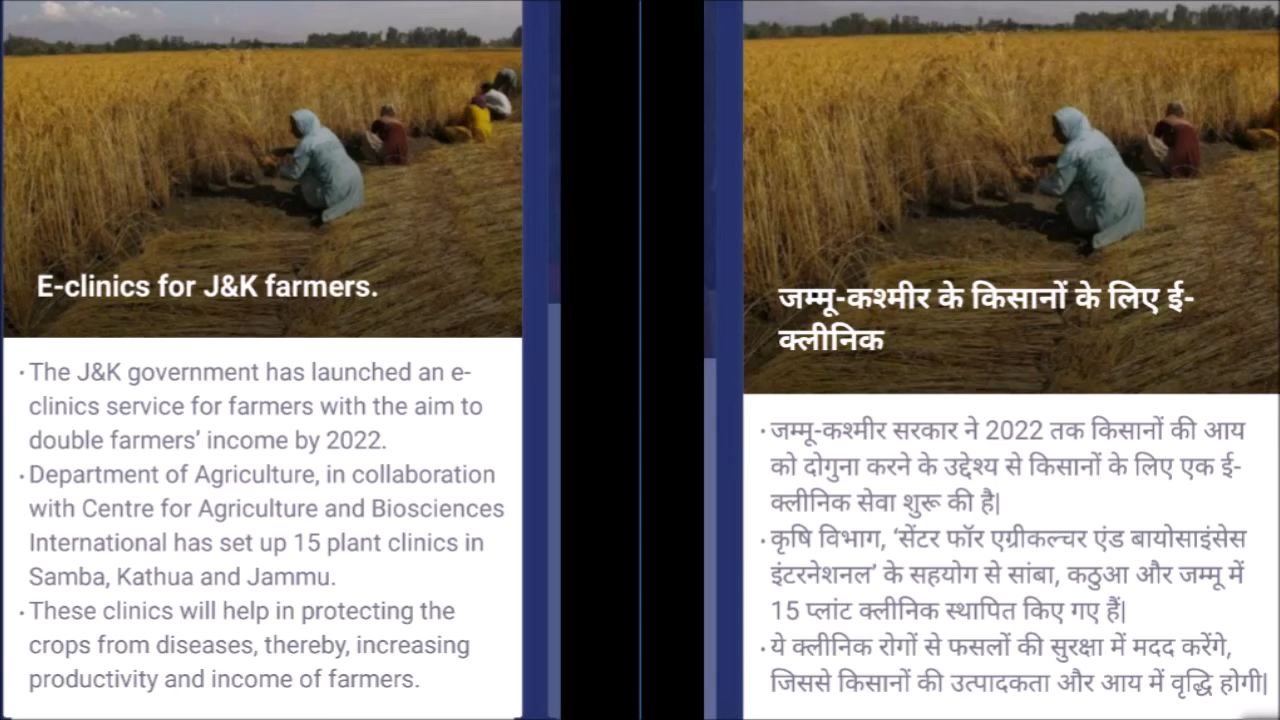 E-clinics for J&K farmers.
· The J&K government has launched an e-
clinics service for farmers with the aim to
double farmers’ income by 2022.
· Department of Agriculture, in collaboration
with Centre for Agriculture and Biosciences
International has set up 15 plant clinics in
Samba, Kathua and Jammu.
· These clinics will help in protecting the
crops from diseases, thereby, increasing
productivity and income of farmers.
जम्मू-कश्मीर के किसानों के लिए ई-
क्लीनिक
· जम्मू-कश्मीर सरकार ने 2022 तक किसानों की आय
को दोगुना करने के उद्देश्य से किसानों के लिए एक ई-
क्लीनिक सेवा शुरू की है|
· कृषि विभाग, ‘सेंटर फॉर एग्रीकल्चर एंड बायोसाइंसेस
इंटरनेशनल’ के सहयोग से सांबा, कठुआ और जम्मू में
15 प्लांट क्लीनिक स्थापित किए गए हैं|
· ये क्लीनिक रोगों से फसलों की सुरक्षा में मदद करेंगे,
जिससे किसानों की उत्पादकता और आय में वृद्धि होगी|